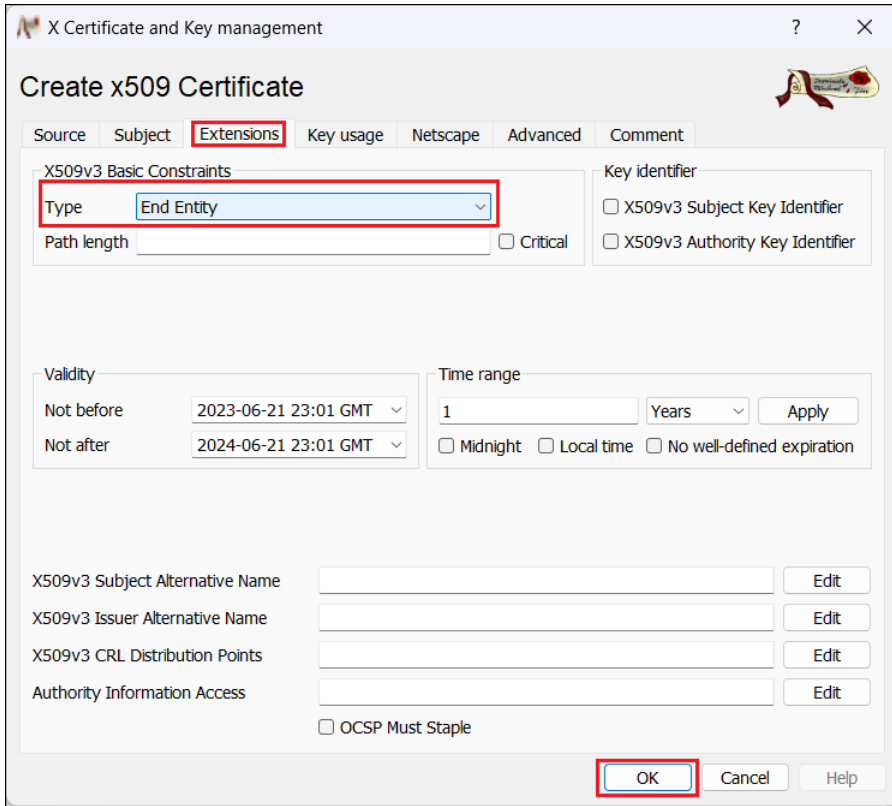 X Certificate and Key management
?
Create x509 Certificate
Source Subject Extensions Key usage Netscape Advanced Comment
X509v3 Basic Constraints
Type End Entity
Path length Critical
Key identifier
X509v3 Subject Key Identifier
X509v3 Authority Key Identifier
Validity
Not before 2023-06-21 23:01 GMT
Not after 2024-06-21 23:01 GMT
Time range
1 Years Apply
Midnight Local time No well-defined expiration
X509v3 Subject Alternative Name Edit
X509v3 Issuer Alternative Name Edit
X509v3 CRL Distribution Points Edit
Authority Information Access Edit
OCSP Must Staple
OK Cancel Help